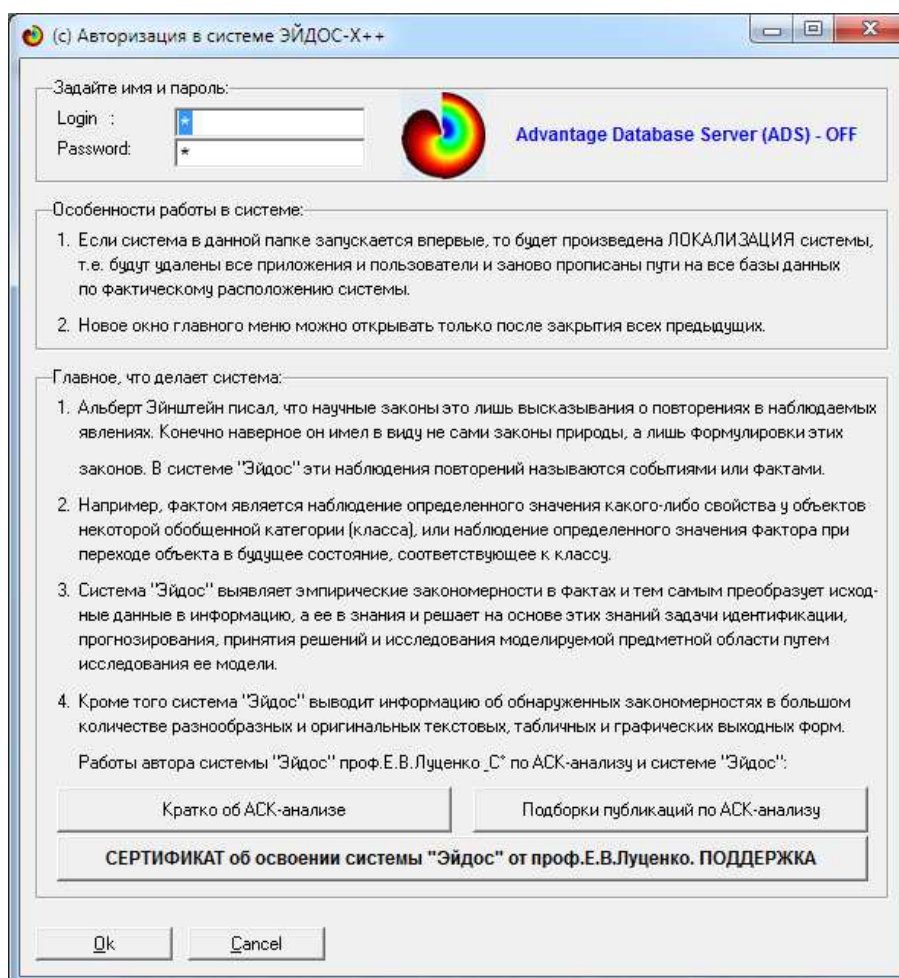 (c) Авторизация в системе ЭЙДОС-X++
Задайте имя и пароль:
Login :
*
Advantage Database Server (ADS) - OFF
Password:
*
Особенности работы в системе:
1. Если система в данной папке запускается впервые, то будет произведена ЛОКАЛИЗАЦИЯ системы,
т.е. будут удалены все приложения и пользователи и заново прописаны пути на все базы данных
по фактическому расположению системы.
2. Новое окно главного меню можно открывать только после закрытия всех предыдущих.
Главное, что делает система:
1. Альберт Эйнштейн писал, что научные законы это лишь высказывания о повторениях в наблюдаемых
явлениях. Конечно наверное он имел в виду не сами законы природы, а лишь формулировки этих
законов. В системе "Эйдос" эти наблюдения повторений называются событиями или фактами.
2. Например, фактом является наблюдение определенного значения какого-либо свойства у объектов
некоторой обобщенной категории (класса), или наблюдение определенного значения фактора при
переходе объекта в будущее состояние, соответствующее к классу.
3. Система "Эйдос" выявляет эмпирические закономерности в фактах и тем самым преобразует исход-
ные данные в информацию, а ее в знания и решает на основе этих знаний задачи идентификации,
прогнозирования, принятия решений и исследования моделируемой предметной области путем
исследования ее модели.
4. Кроме того система "Эйдос" выводит информацию об обнаруженных закономерностях в большом
количестве разнообразных и оригинальных текстовых, табличных и графических выходных форм.
Работы автора системы "Эйдос" проф.Е.В.Луценко _C° по АСК-анализу и системе "Эйдос":
Кратко об АСК-анализе
Подборки публикаций по АСК-анализу
СЕРТИФИКАТ об освоении системы "Эйдос" от проф.Е.В.Луценко. ПОДДЕРЖКА
Ok
Cancel